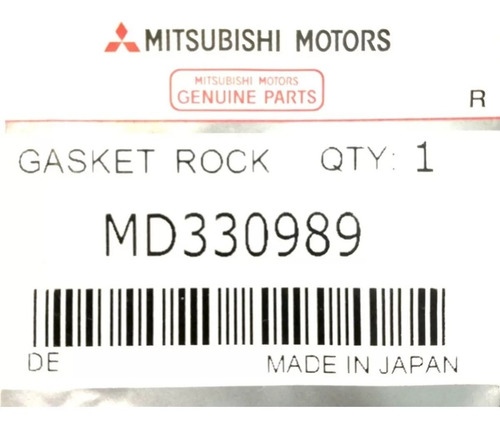 MITSUBISHI MOTORS
MITSUBISHI MOTORS
GENUINE PARTS
R
GASKET ROCK QTY: 1
MD330989
DE MADE IN JAPAN